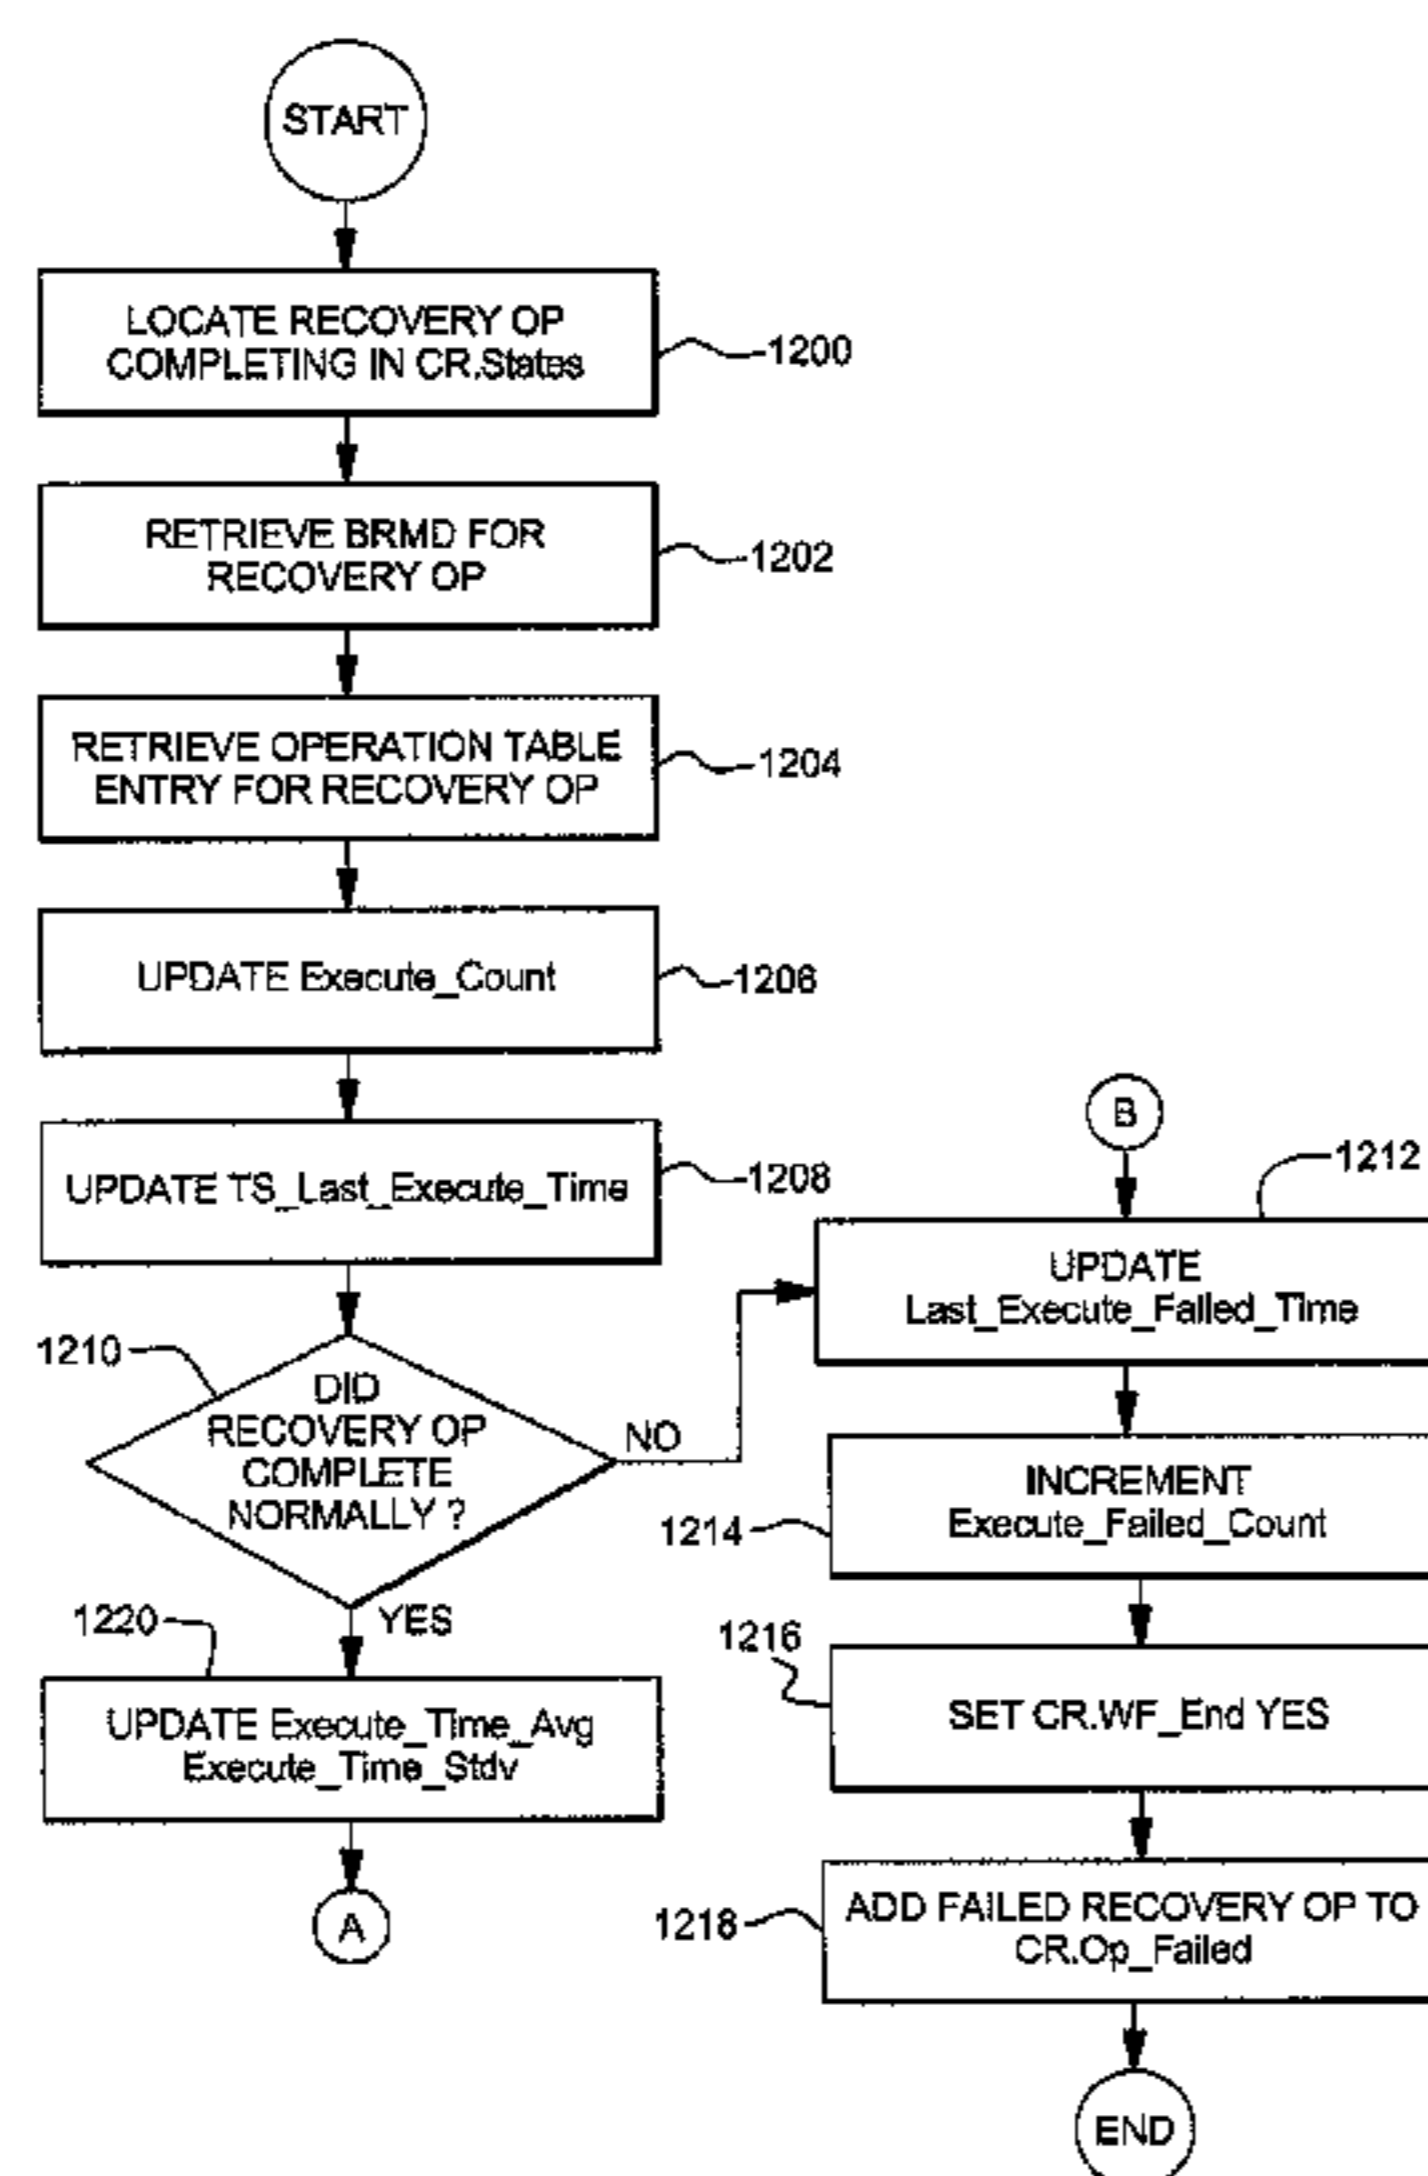 START
LOCATE RECOVERY OP
COMPLETING IN CR.States
1200
RETRIEVE BRMD FOR
RECOVERY OP
1202
RETRIEVE OPERATION TABLE
ENTRY FOR RECOVERY OP
1204
UPDATE Execute_Count
1206
UPDATE TS_Last_Execute_Time
1208
1210
DID
RECOVERY OP
COMPLETE
NORMALLY ?
NO
YES
1220
UPDATE Execute_Time_Avg
Execute_Time_Stdv
A
B
1212
UPDATE
Last_Execute_Failed_Time
INCREMENT
Execute_Failed_Count
1214
1216
SET CR.WF_End YES
ADD FAILED RECOVERY OP TO
CR.Op_Failed
1218
END